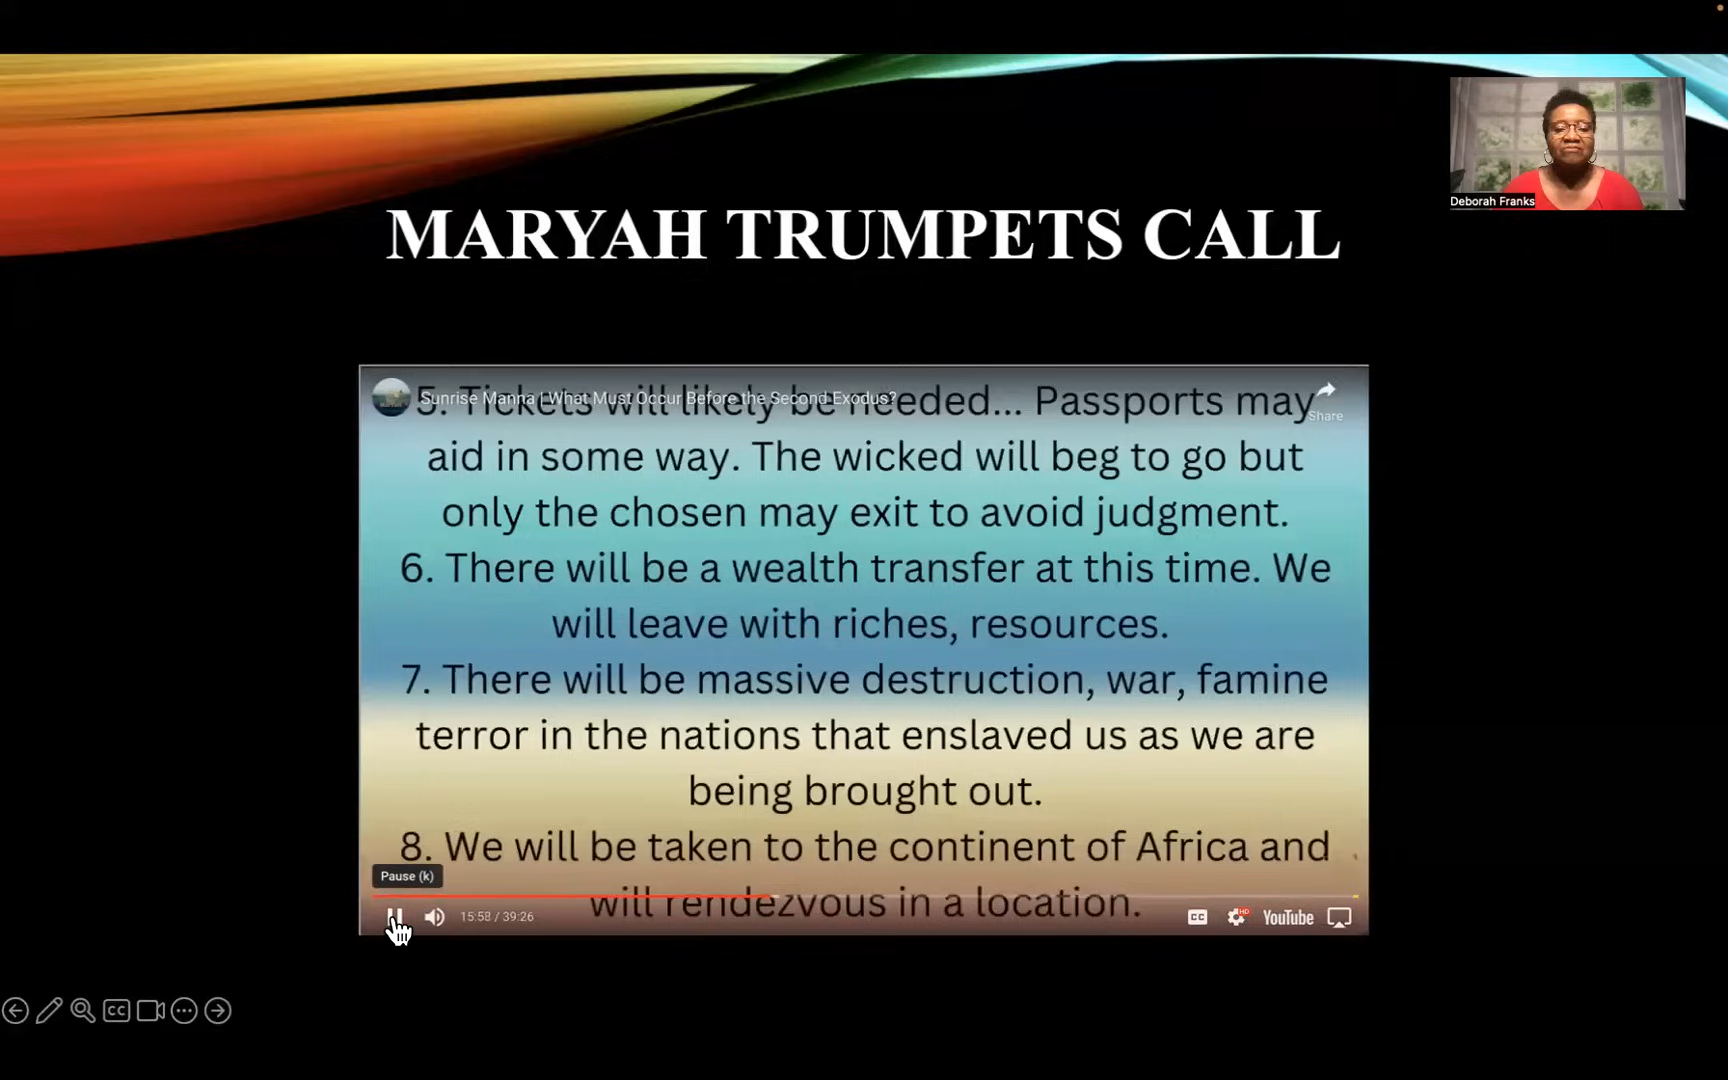 Deborah Franks
MARYAH TRUMPETS CALL
Sunrise Manna | What Must Occur Before the Second Exodus?
Share
5. Tickets will likely be needed... Passports may
aid in some way. The wicked will beg to go but
only the chosen may exit to avoid judgment.
6. There will be a wealth transfer at this time. We
will leave with riches, resources.
7. There will be massive destruction, war, famine
terror in the nations that enslaved us as we are
being brought out.
8. We will be taken to the continent of Africa and
will rendezvous in a location.
Pause (k)
15:58 / 39:26
CC
HD
YouTube
CC